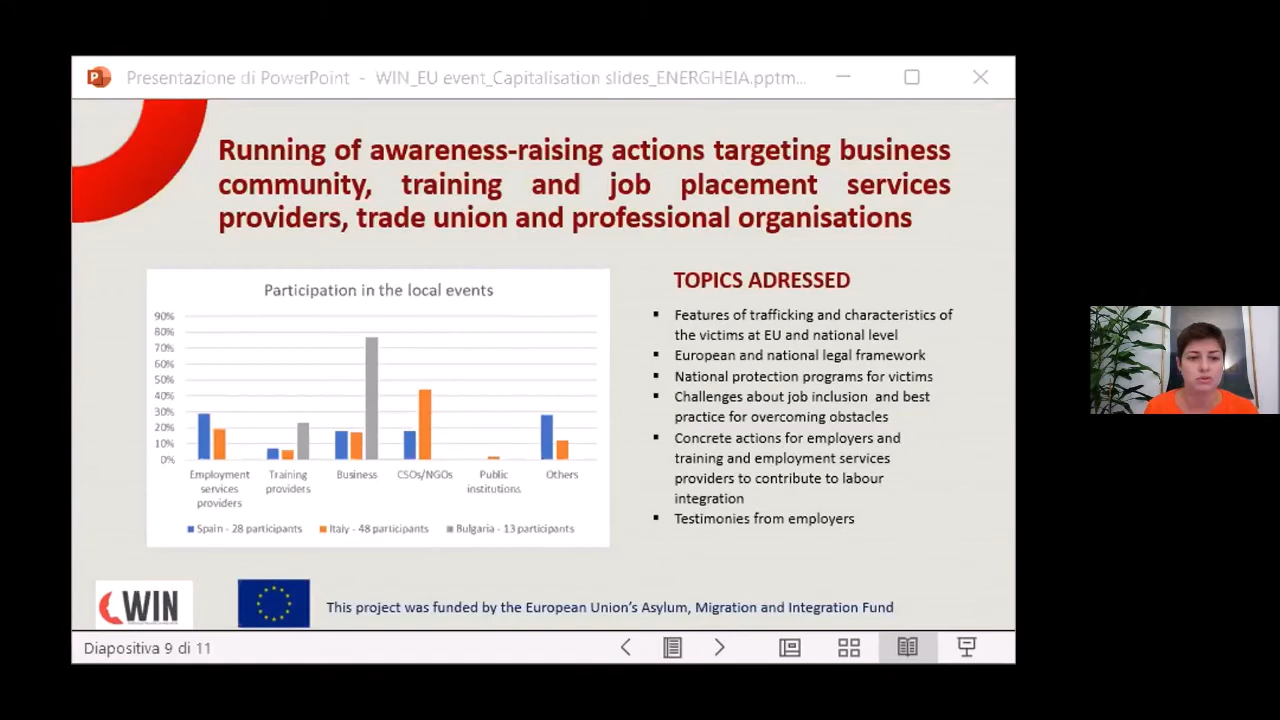 Presentazione di PowerPoint - WIN_EU event_Capitalisation slides_ENERGHEIA.pptm...
Running of awareness-raising actions targeting business
community, training and job placement services
providers, trade union and professional organisations
Participation in the local events
90%
80%
70%
60%
50%
40%
30%
20%
10%
0%
Employment
services
providers
Training
providers
Business
CSOs/NGOs
Public
institutions
Others
Spain - 28 participants
Italy - 48 participants
Bulgaria - 13 participants
TOPICS ADRESSED
Features of trafficking and characteristics of
the victims at EU and national level
European and national legal framework
National protection programs for victims
Challenges about job inclusion and best
practice for overcoming obstacles
Concrete actions for employers and
training and employment services
providers to contribute to labour
integration
Testimonies from employers
WIN
This project was funded by the European Union's Asylum, Migration and Integration Fund
Diapositiva 9 di 11